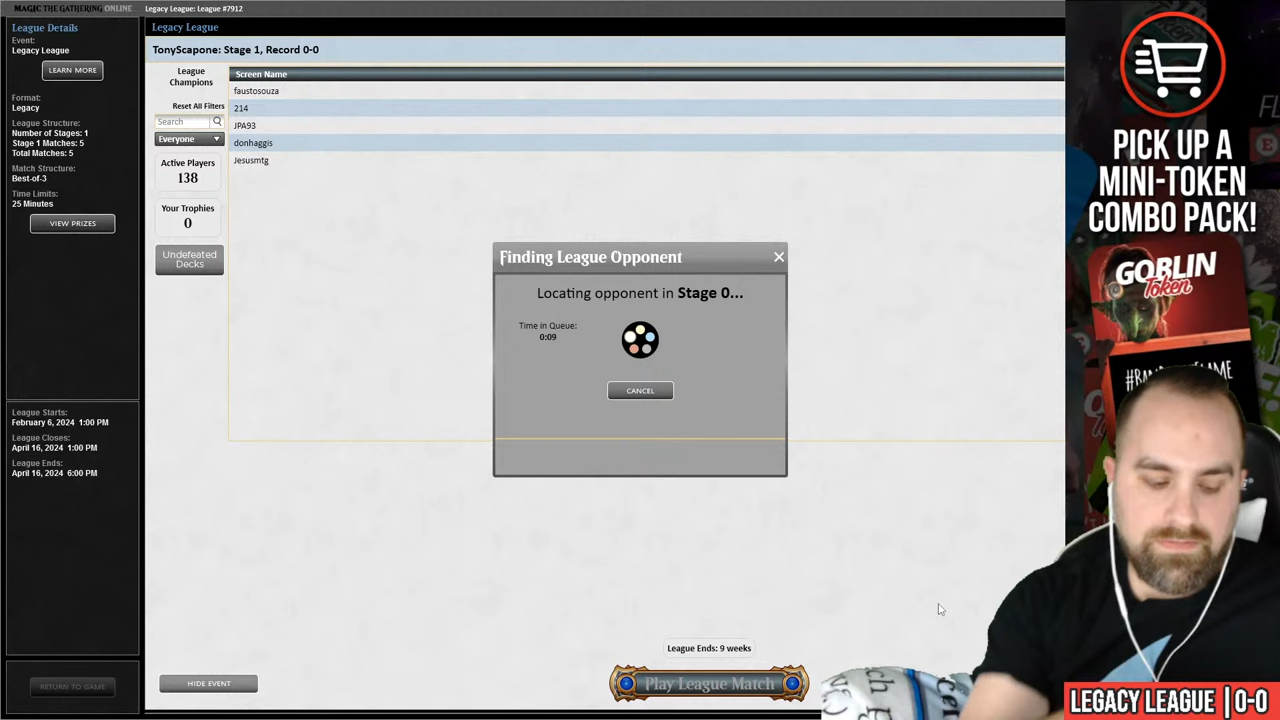 MAGIC THE GATHERING ONLINE
Legacy League: League #7912
League Details
Event:
Legacy League
LEARN MORE
Format:
Legacy
League Structure:
Number of Stages: 1
Stage 1 Matches: 5
Total Matches: 5
Match Structure:
Best-of-3
Time Limits:
25 Minutes
VIEW PRIZES
League Starts:
February 6, 2024 1:00 PM
League Closes:
April 16, 2024 1:00 PM
League Ends:
April 16, 2024 6:00 PM
RETURN TO GAME
Legacy League
TonyScapone: Stage 1, Record 0-0
League
Champions
Reset All Filters
Search
Everyone
Active Players
138
Your Trophies
0
Undefeated
Decks
Screen Name
faustosouza
214
JPA93
donhaggis
Jesusmtg
Finding League Opponent
Locating opponent in Stage 0...
Time in Queue:
0:09
CANCEL
League Ends: 9 weeks
HIDE EVENT
Play League Match
PICK UP A
MINI-TOKEN
COMBO PACK!
GOBLIN
Token
LEGACY LEAGUE | 0-0